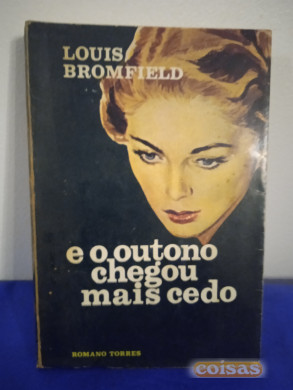 LOUIS
BROMFIELD
e o outono
chegou
mais cedo
ROMANO TORRES
coisas